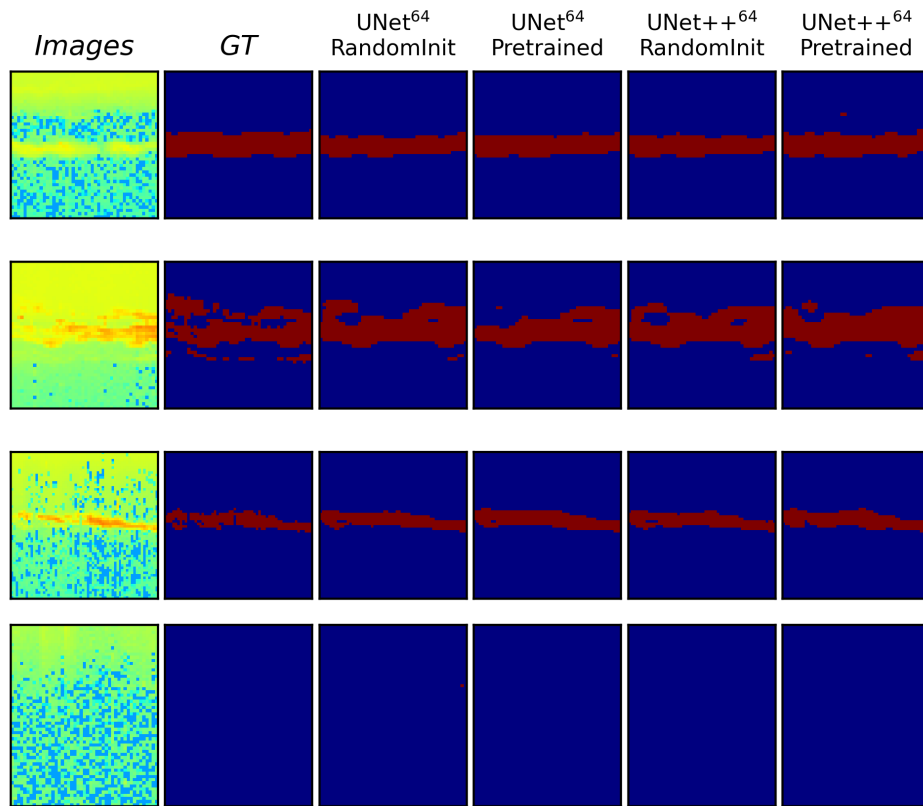 Images
GT
UNet⁶⁴
RandomInit
UNet⁶⁴
Pretrained
UNet++⁶⁴
RandomInit
UNet++⁶⁴
Pretrained